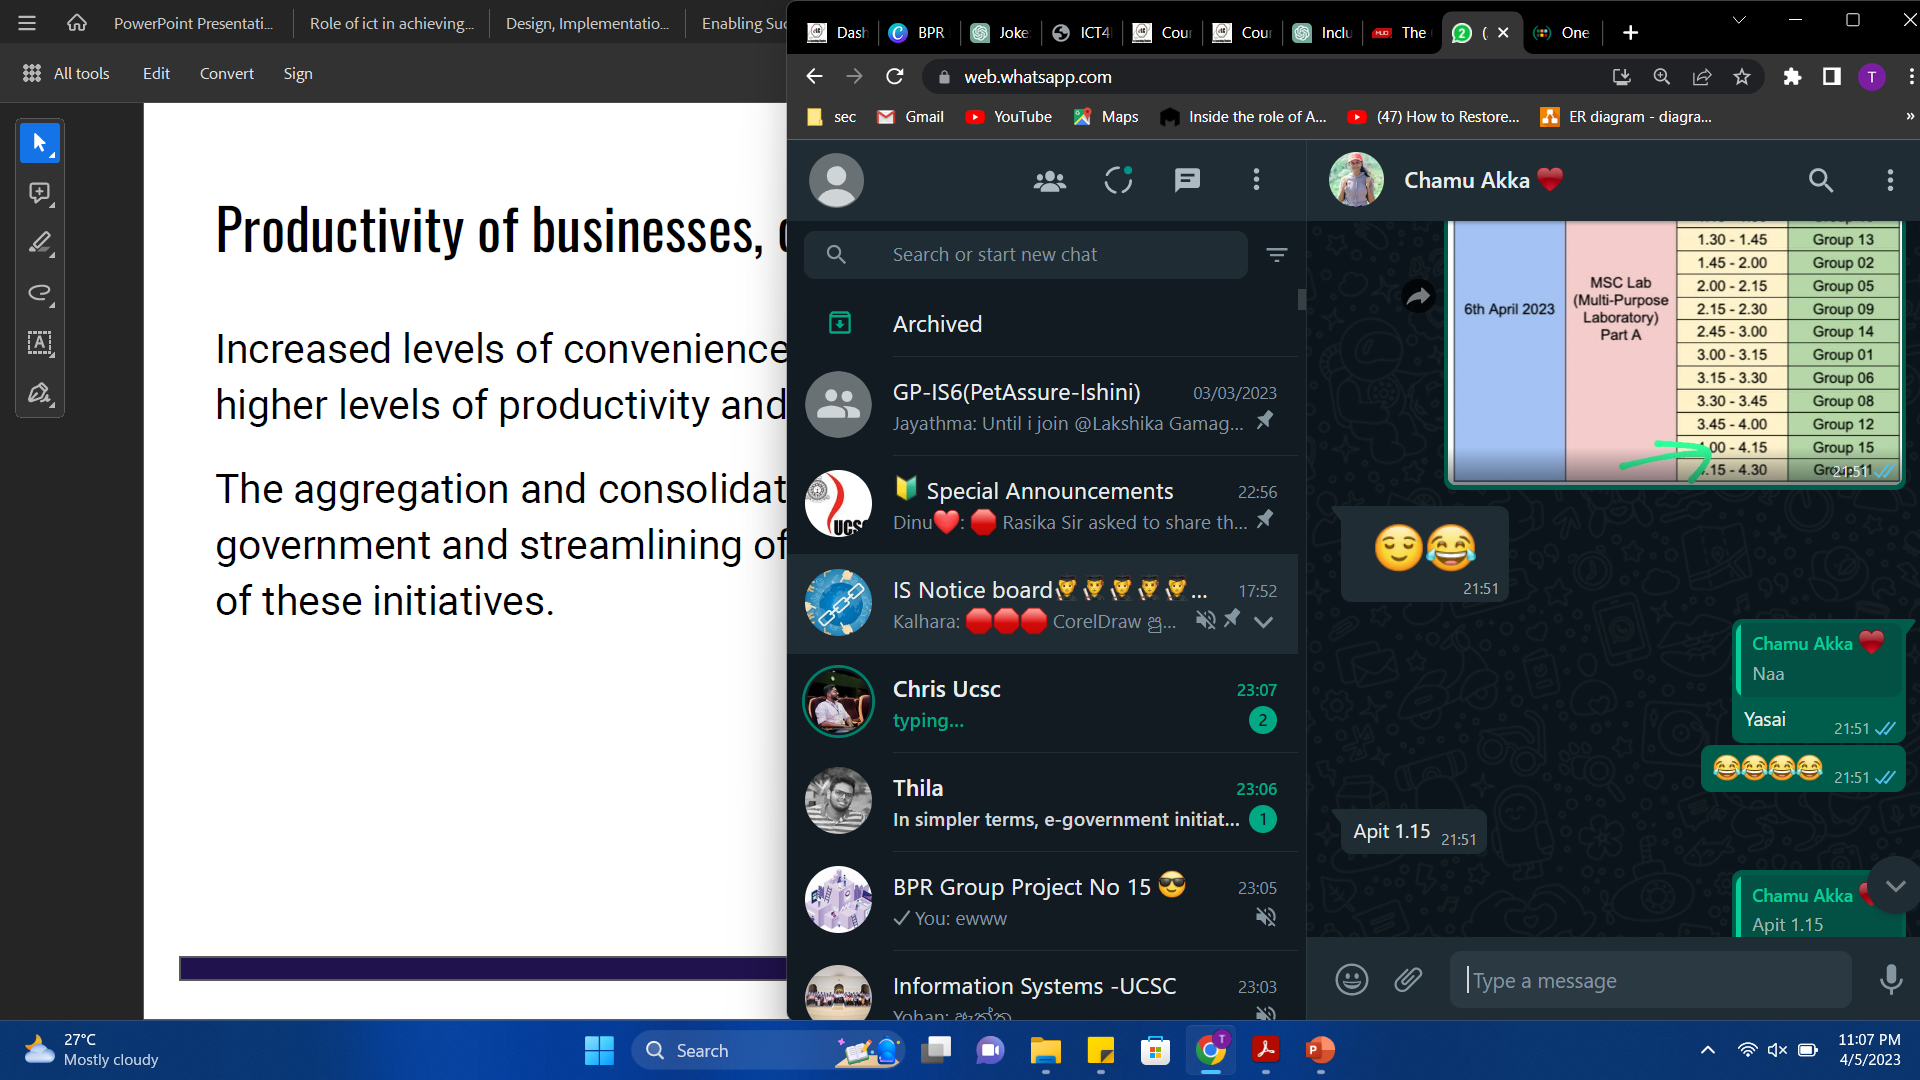 PowerPoint Presentati...
Role of ict in achieving...
Design, Implementatio...
Enabling Suc
All tools
Edit
Convert
Sign
Productivity of businesses,
Increased levels of convenience
higher levels of productivity and
The aggregation and consolidat
government and streamlining of
of these initiatives.
Dash
BPR
Joke
ICT4
Cour
Cour
Inclu
The
2
(
One
web.whatsapp.com
T
sec
Gmail
YouTube
Maps
Inside the role of A...
(47) How to Restore...
ER diagram - diagra...
»
Search or start new chat
Archived
GP-IS6(PetAssure-Ishini)
03/03/2023
Jayathma: Until i join @Lakshika Gamag...
UCSC
🔰 Special Announcements
22:56
Dinu❤️: 🛑 Rasika Sir asked to share th...
IS Notice board👩‍🎓👩‍🎓👩‍🎓👩‍🎓👩‍🎓...
17:52
Kalhara: 🛑🛑🛑 CorelDraw
Chris Ucsc
23:07
typing...
2
Thila
23:06
In simpler terms, e-government initiat...
1
BPR Group Project No 15 😎
23:05
You: ewww
Information Systems -UCSC
23:03
Yohan:
Chamu Akka ❤️
6th April 2023
MSC Lab
(Multi-Purpose
Laboratory)
Part A
1.30 - 1.45 Group 13
1.45 - 2.00 Group 02
2.00 - 2.15 Group 05
2.15 - 2.30 Group 09
2.45 - 3.00 Group 14
3.00 - 3.15 Group 01
3.15 - 3.30 Group 06
3.30 - 3.45 Group 08
3.45 - 4.00 Group 12
.00 - 4.15 Group 15
.15 - 4.30
21:51
😌😂
21:51
Chamu Akka ❤️
Naa
Yasai
21:51
😂😂😂😂
21:51
Apit 1.15
21:51
Chamu Akka
Apit 1.15
Type a message
27°C
Mostly cloudy
Search
T
11:07 PM
4/5/2023